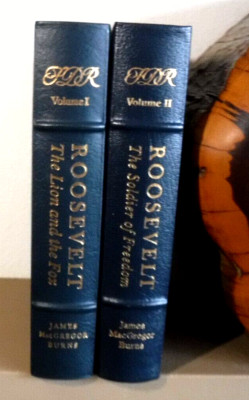 FDR
Volume I
ROOSEVELT
The Lion and the Fox
JAMES
MACGREGOR
BURNS
FDR
Volume II
ROOSEVELT
The Soldier of Freedom
James
MacGregor
Burns